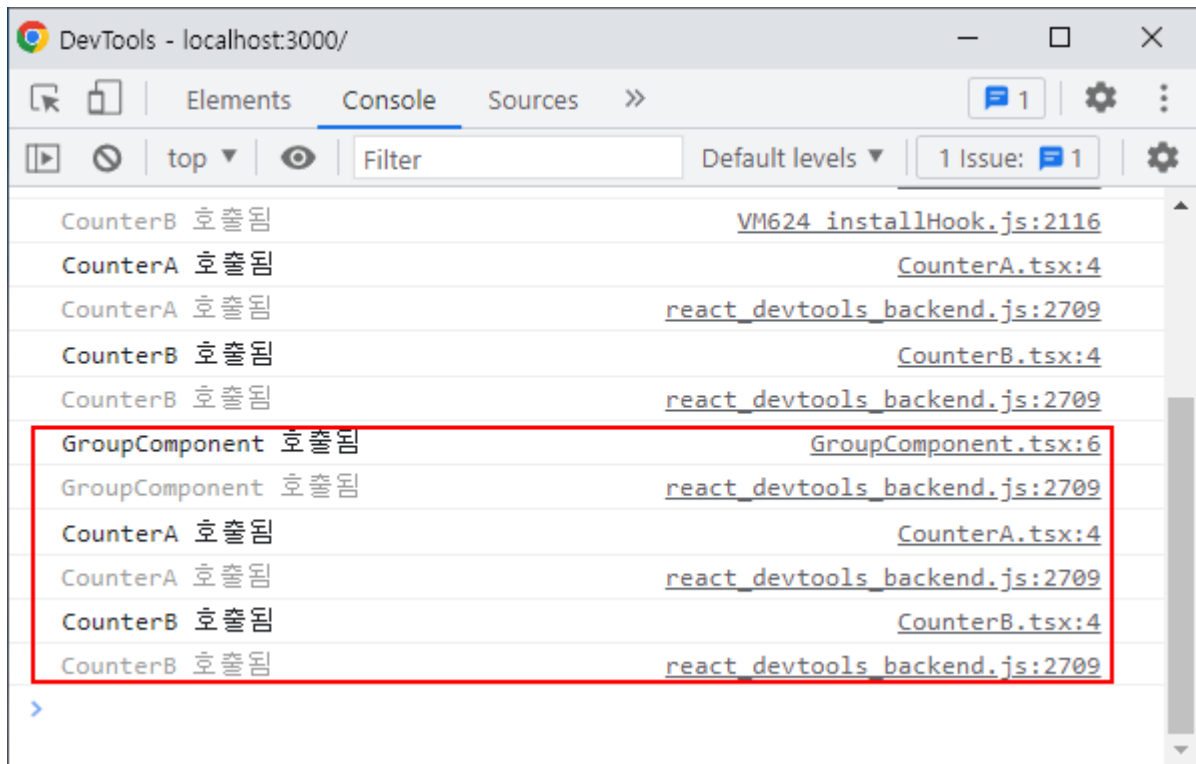 DevTools - localhost:3000/
Elements Console Sources » 1
top ▼ Filter Default levels ▼ 1 Issue: 1
CounterB 호출됨 VM624 installHook.js:2116
CounterA 호출됨 CounterA.tsx:4
CounterA 호출됨 react_devtools_backend.js:2709
CounterB 호출됨 CounterB.tsx:4
CounterB 호출됨 react_devtools_backend.js:2709
GroupComponent 호출됨 GroupComponent.tsx:6
GroupComponent 호출됨 react_devtools_backend.js:2709
CounterA 호출됨 CounterA.tsx:4
CounterA 호출됨 react_devtools_backend.js:2709
CounterB 호출됨 CounterB.tsx:4
CounterB 호출됨 react_devtools_backend.js:2709
>